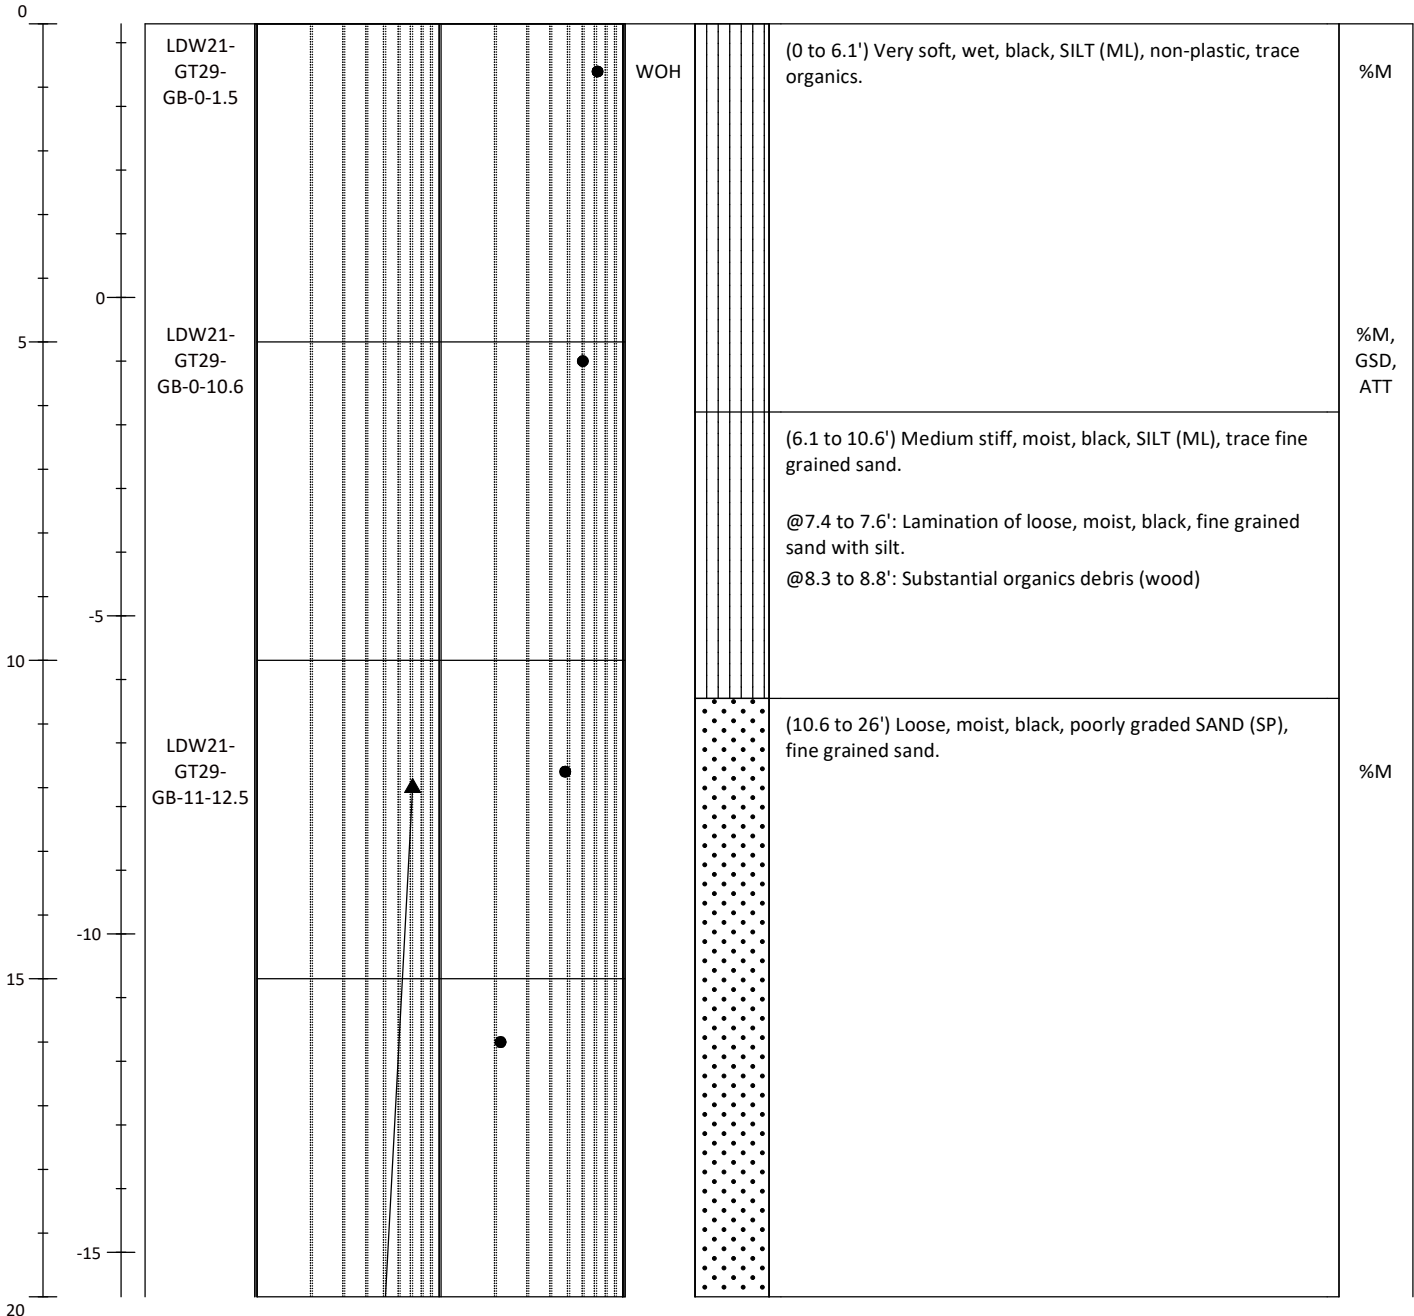 0
LDW21-
GT29-
GB-0-1.5
WOH
(0 to 6.1') Very soft, wet, black, SILT (ML), non-plastic, trace
organics.
%M
0
5
LDW21-
GT29-
GB-0-10.6
%M,
GSD,
ATT
(6.1 to 10.6') Medium stiff, moist, black, SILT (ML), trace fine
grained sand.
@7.4 to 7.6': Lamination of loose, moist, black, fine grained
sand with silt.
@8.3 to 8.8': Substantial organics debris (wood)
-5
10
(10.6 to 26') Loose, moist, black, poorly graded SAND (SP),
fine grained sand.
LDW21-
GT29-
GB-11-12.5
%M
-10
15
-15
20